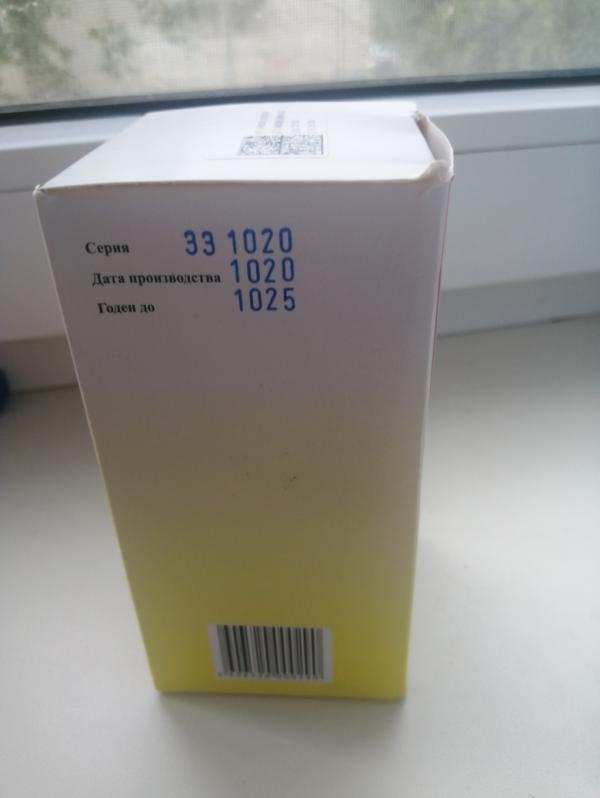 Серия 33 1020
Дата производства 1020
Годен до 1025